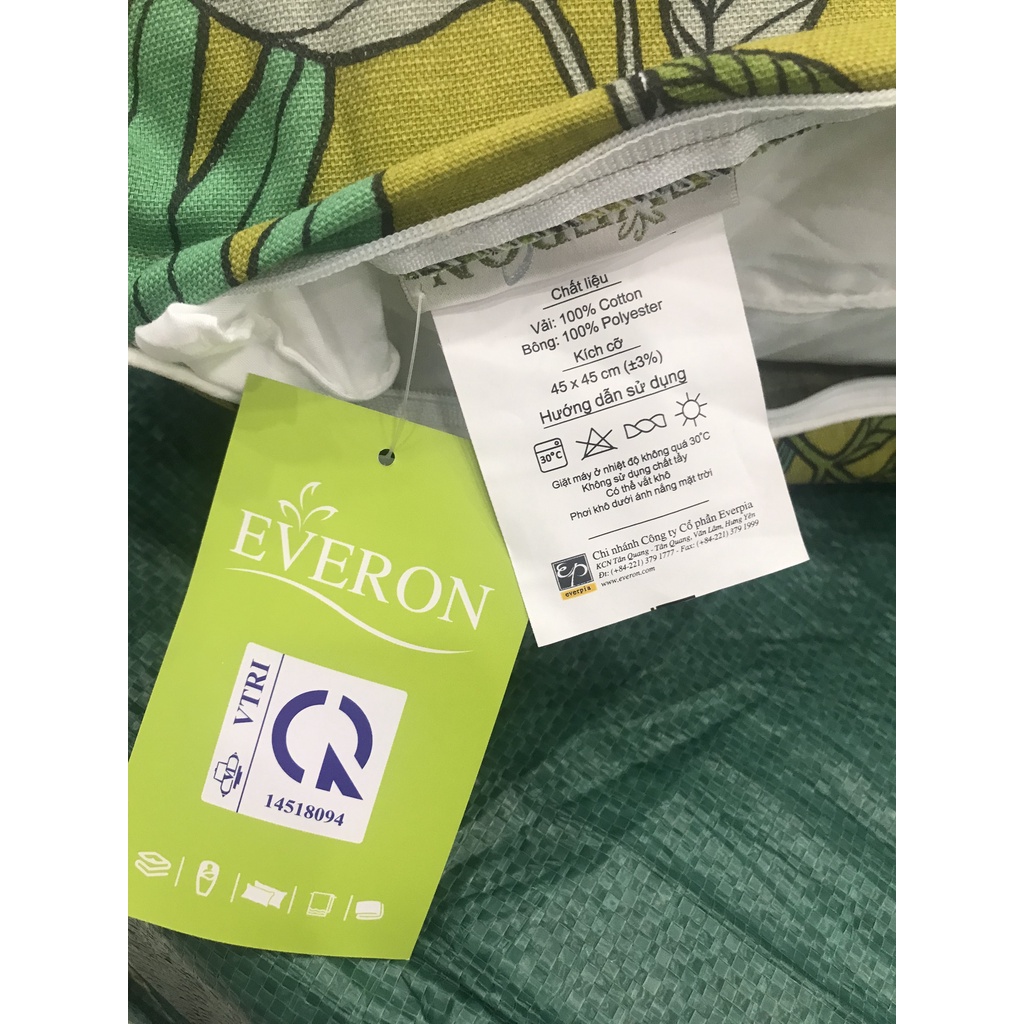 Chất liệu
Vải: 100% Cotton
Bông: 100% Polyester
Kích cỡ
45 x 45 cm (±3%)
Hướng dẫn sử dụng
30°C
Giặt máy ở nhiệt độ không quá 30°C
Không sử dụng chất tẩy
Có thể vắt khô
Phơi khô dưới ánh nắng mặt trời
Chi nhánh Công ty Cổ phần Everpia
KCN Tân Quang - Tân Quang, Văn Lâm, Hưng Yên
Đt: (+84-221) 379 1777 - Fax: (+84-221) 379 1999
www.everon.com
ep
everpia
EVERON
VTRI
14518094